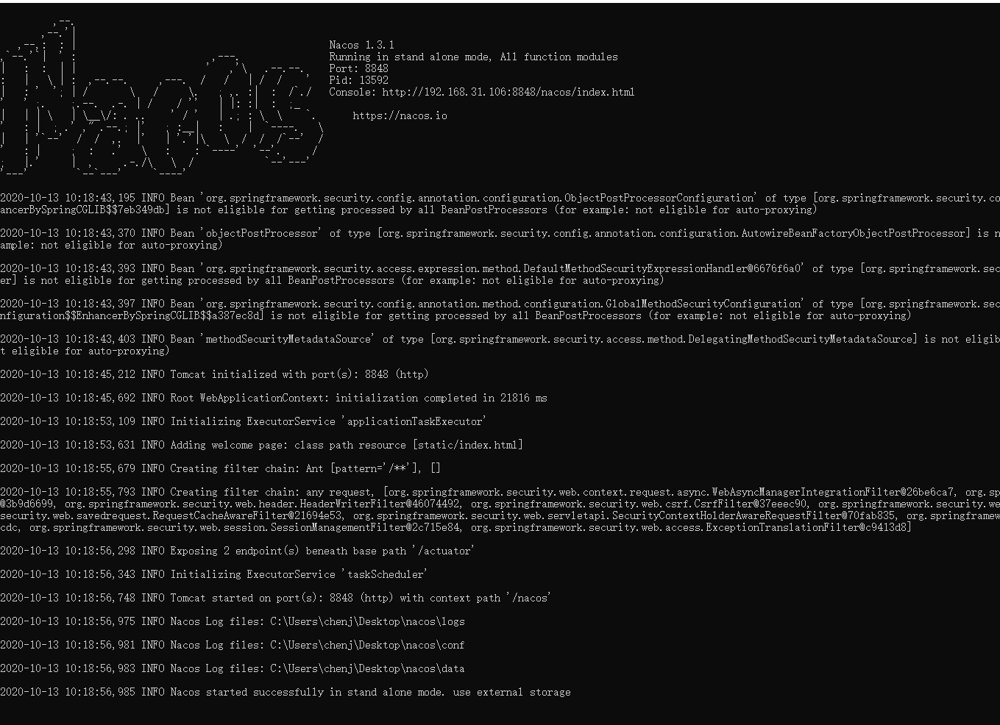 Nacos 1.3.1
Running in stand alone mode, All function modules
Port: 8848
Pid: 13592
Console: http://192.168.31.106:8848/nacos/index.html
https://nacos.io
2020-10-13 10:18:43,195 INFO Bean 'org.springframework.security.config.annotation.configuration.ObjectPostProcessorConfiguration' of type [org.springframework.security.co
ancerBySpringCGLIB$$7eb349db] is not eligible for getting processed by all BeanPostProcessors (for example: not eligible for auto-proxying)
2020-10-13 10:18:43,370 INFO Bean 'objectPostProcessor' of type [org.springframework.security.config.annotation.configuration.AutowireBeanFactoryObjectPostProcessor] is n
ample: not eligible for auto-proxying)
2020-10-13 10:18:43,393 INFO Bean 'org.springframework.security.access.expression.method.DefaultMethodSecurityExpressionHandler@6676f6a0' of type [org.springframework.sec
er] is not eligible for getting processed by all BeanPostProcessors (for example: not eligible for auto-proxying)
2020-10-13 10:18:43,397 INFO Bean 'org.springframework.security.config.annotation.method.configuration.GlobalMethodSecurityConfiguration' of type [org.springframework.sec
nfiguration$$EnhancerBySpringCGLIB$$a387ec8d] is not eligible for getting processed by all BeanPostProcessors (for example: not eligible for auto-proxying)
2020-10-13 10:18:43,403 INFO Bean 'methodSecurityMetadataSource' of type [org.springframework.security.access.method.DelegatingMethodSecurityMetadataSource] is not eligib
t eligible for auto-proxying)
2020-10-13 10:18:45,212 INFO Tomcat initialized with port(s): 8848 (http)
2020-10-13 10:18:45,692 INFO Root WebApplicationContext: initialization completed in 21816 ms
2020-10-13 10:18:53,109 INFO Initializing ExecutorService 'applicationTaskExecutor'
2020-10-13 10:18:53,631 INFO Adding welcome page: class path resource [static/index.html]
2020-10-13 10:18:55,679 INFO Creating filter chain: Ant [pattern='/**'], []
2020-10-13 10:18:55,793 INFO Creating filter chain: any request, [org.springframework.security.web.context.request.async.WebAsyncManagerIntegrationFilter@26be6ca7, org.sp
@3b9d6699, org.springframework.security.web.header.HeaderWriterFilter@46074492, org.springframework.security.web.csrf.CsrfFilter@37eeec90, org.springframework.security.we
security.web.savedrequest.RequestCacheAwareFilter@21694e53, org.springframework.security.web.servletapi.SecurityContextHolderAwareRequestFilter@70fab835, org.springframew
cdc, org.springframework.security.web.session.SessionManagementFilter@2c715e84, org.springframework.security.web.access.ExceptionTranslationFilter@c9413d8]
2020-10-13 10:18:56,298 INFO Exposing 2 endpoint(s) beneath base path '/actuator'
2020-10-13 10:18:56,343 INFO Initializing ExecutorService 'taskScheduler'
2020-10-13 10:18:56,748 INFO Tomcat started on port(s): 8848 (http) with context path '/nacos'
2020-10-13 10:18:56,975 INFO Nacos Log files: C:\Users\chenj\Desktop\nacos\logs
2020-10-13 10:18:56,981 INFO Nacos Log files: C:\Users\chenj\Desktop\nacos\conf
2020-10-13 10:18:56,983 INFO Nacos Log files: C:\Users\chenj\Desktop\nacos\data
2020-10-13 10:18:56,985 INFO Nacos started successfully in stand alone mode. use external storage